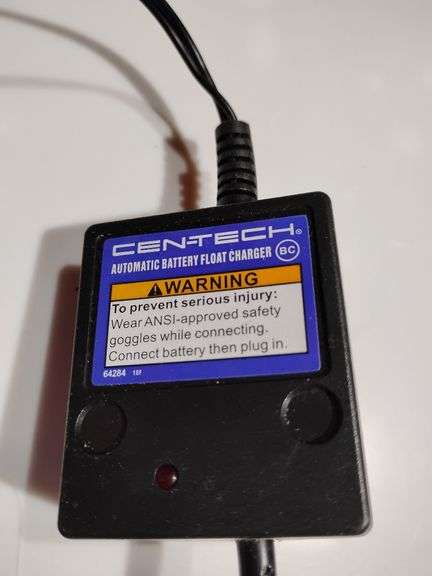 CEN-TECH®
AUTOMATIC BATTERY FLOAT CHARGER BC
WARNING
To prevent serious injury:
Wear ANSI-approved safety
goggles while connecting.
Connect battery then plug in.
64284 18f